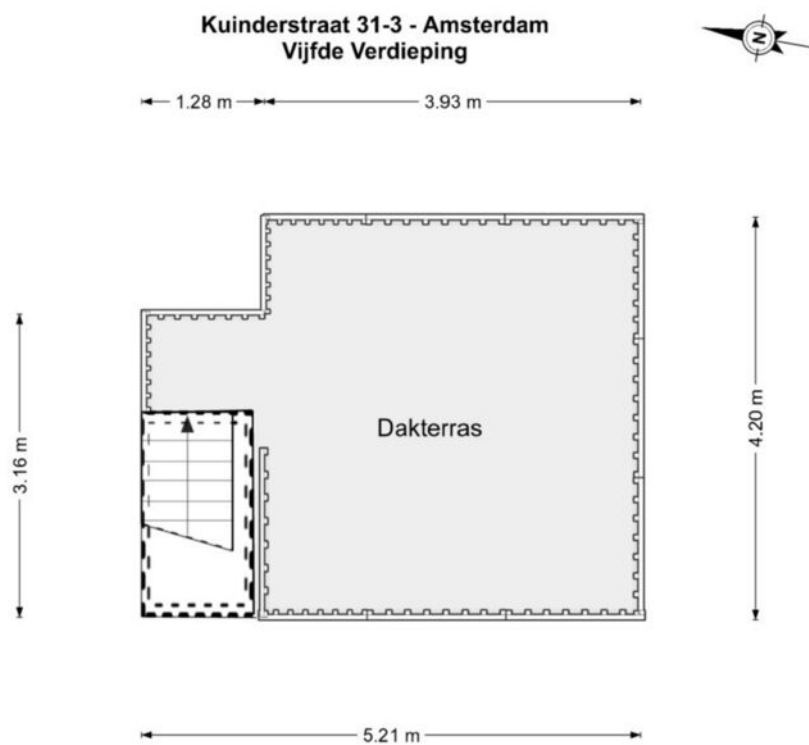 Kuinderstraat 31-3 - Amsterdam
Vijfde Verdieping
N
1.28 m
3.93 m
3.16 m
Dakterras
4.20 m
5.21 m